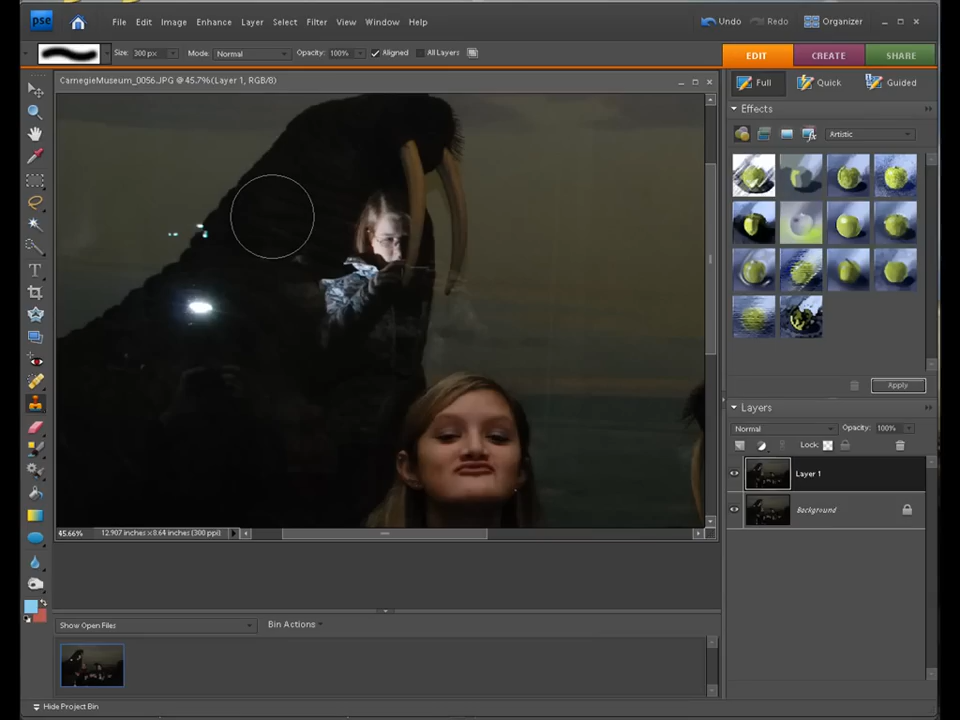 pse File Edit Image Enhance Layer Select Filter View Window Help Undo Redo Organizer
Size: 300 px Mode: Normal Opacity: 100% Aligned All Layers EDIT CREATE SHARE
CarnegieMuseum_0056.JPG @ 45.7% (Layer 1, RGB/8)
Full Quick Guided
Effects
Artistic
Apply
Layers
Normal Opacity: 100%
Lock:
Layer 1
Background
45.66% 12.907 inches x 8.64 inches (300 ppi)
Show Open Files Bin Actions
Hide Project Bin